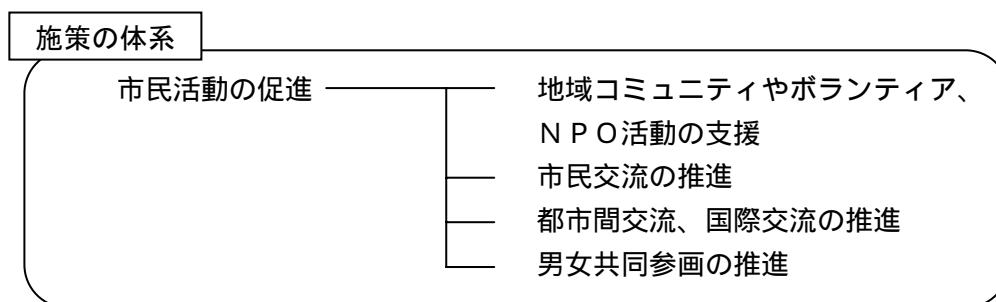 施策の体系
市民活動の促進
地域コミュニティやボランティア、
ＮＰＯ活動の支援
市民交流の推進
都市間交流、国際交流の推進
男女共同参画の推進